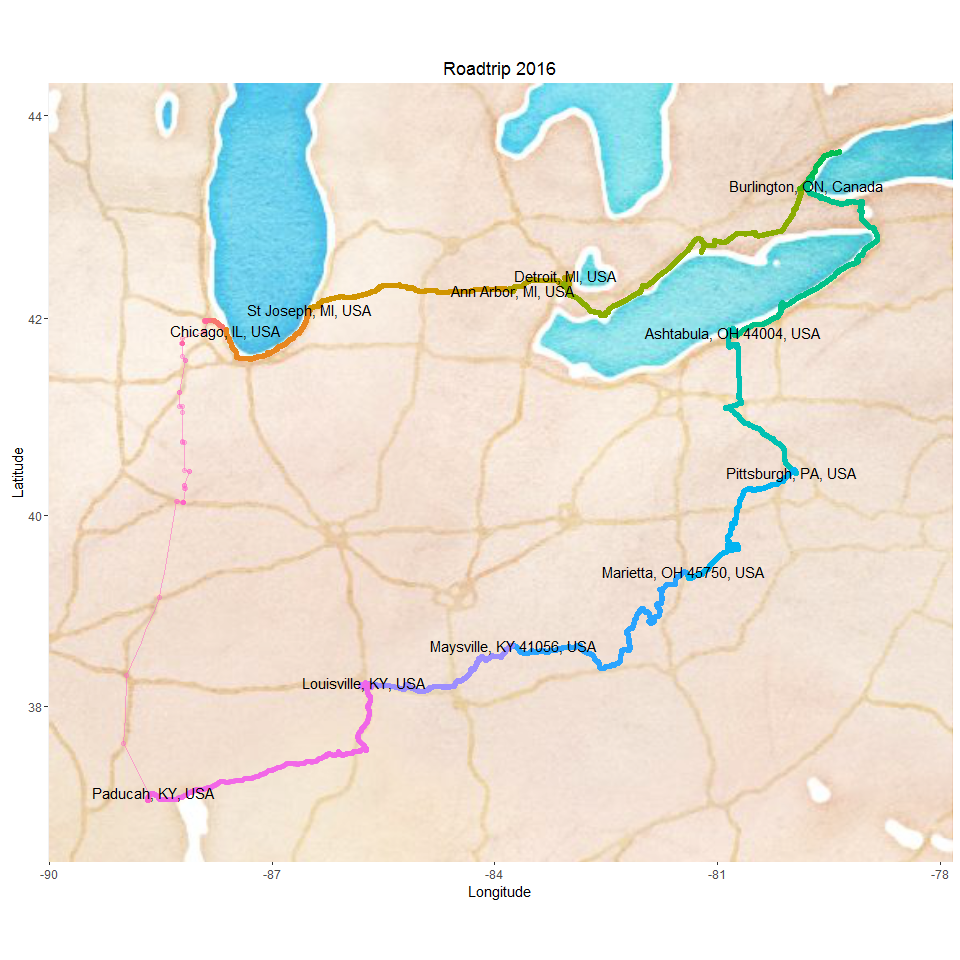 Roadtrip 2016
44
Burlington, ON, Canada
Detroit, MI, USA
Ann Arbor, MI, USA
St Joseph, MI, USA
42
Chicago, IL, USA
Ashtabula, OH 44004, USA
Latitude
Pittsburgh, PA, USA
40
Marietta, OH 45750, USA
Maysville, KY 41056, USA
Louisville, KY, USA
38
Paducah, KY, USA
-90
-87
-84
-81
-78
Longitude